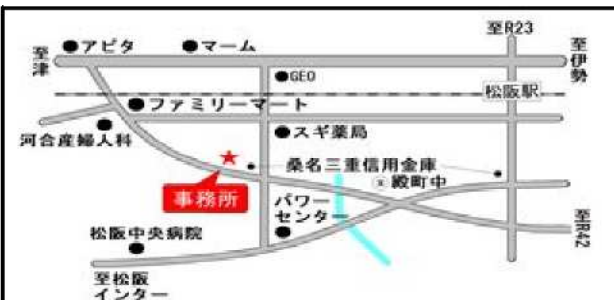 至R23
至津
アピタ
マーム
至伊勢
GEO
松阪駅
ファミリーマート
河合産婦人科
スギ薬局
桑名三重信用金庫
事務所
殿町中
パワー
センター
松阪中央病院
至R42
至松阪
インター